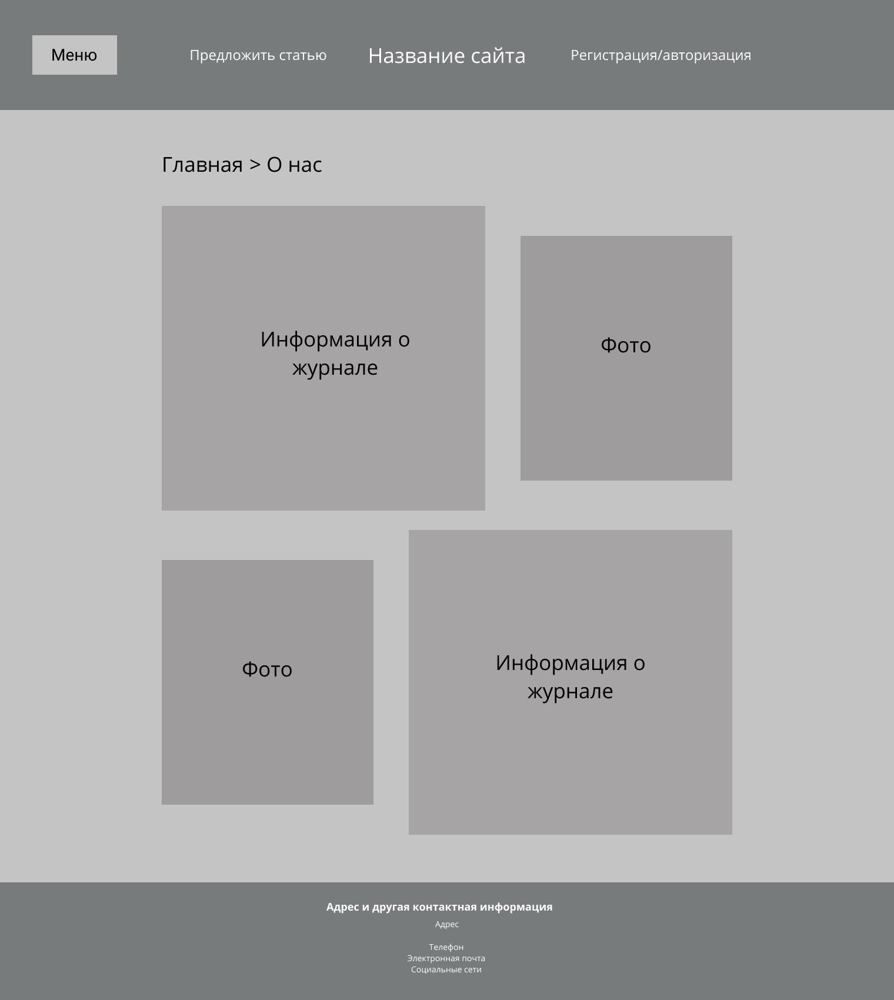 Меню
Предложить статью
Название сайта
Регистрация/авторизация
Главная > О нас
Информация о
журнале
Фото
Фото
Информация о
журнале
Адрес и другая контактная информация
Адрес
Телефон
Электронная почта
Социальные сети